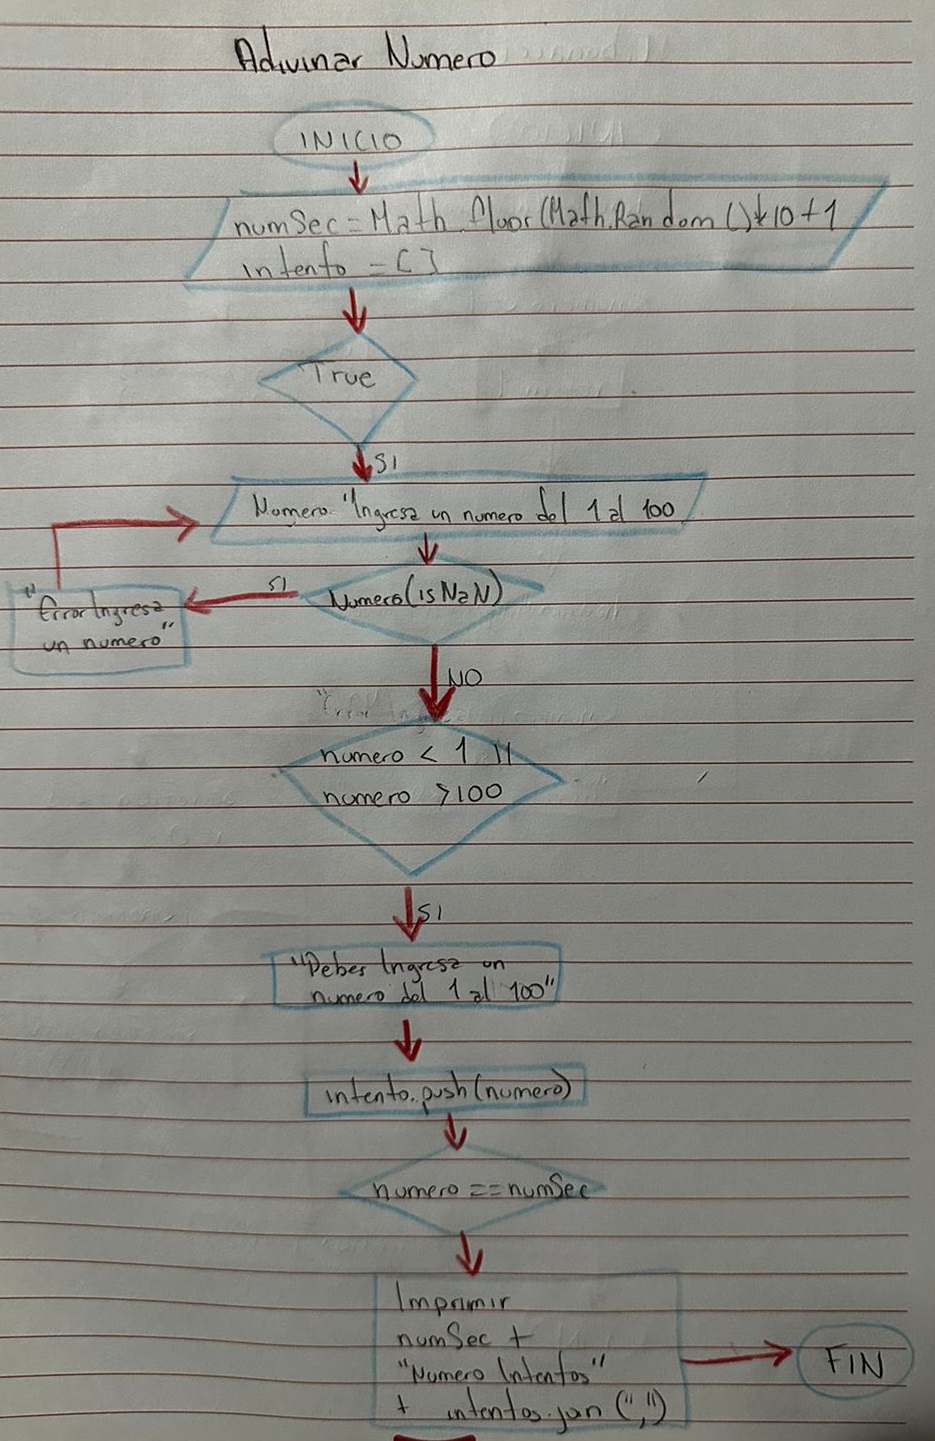 Adivinar Numero
INICIO
numSec = Math.floor(Math.Random()*10+1
intento = []
True
SI
Numero: "Ingresa un numero del 1 al 100
Numero(isNaN)
SI
"Error Ingresa
un numero"
NO
"Error
numero < 1 ||
numero >100
SI
"Debes Ingresa un
numero del 1 al 100"
intento.push(numero)
numero == numSec
Imprimir
numSec +
"Numero Intentos"
+ intentos.join(",")
FIN